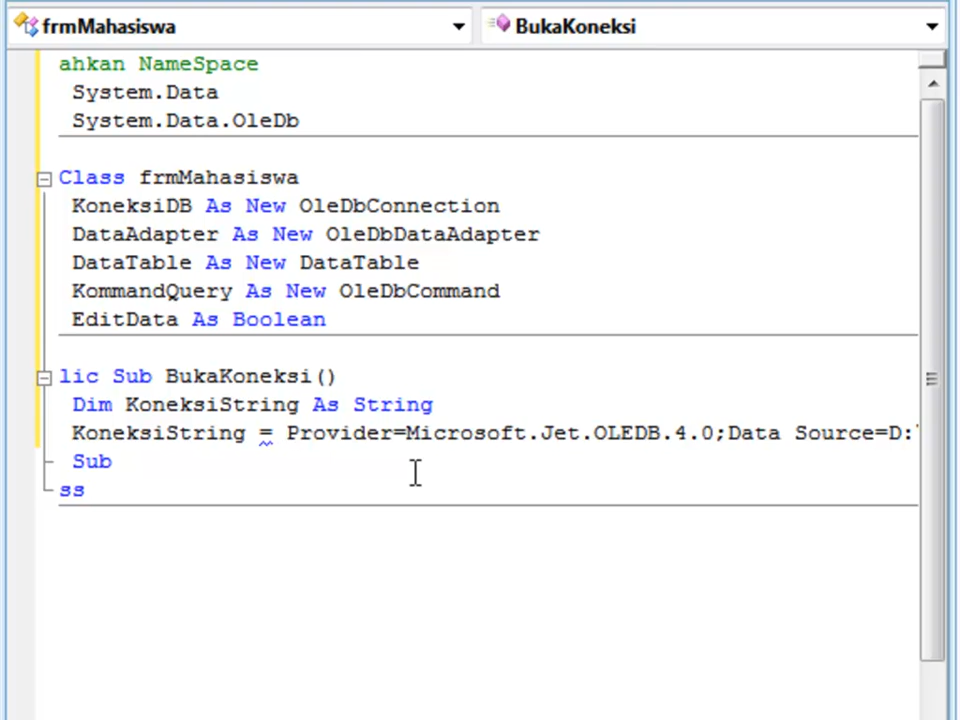 frmMahasiswa
BukaKoneksi
ahkan NameSpace
System.Data
System.Data.OleDb
Class frmMahasiswa
KoneksiDB As New OleDbConnection
DataAdapter As New OleDbDataAdapter
DataTable As New DataTable
KommandQuery As New OleDbCommand
EditData As Boolean
lic Sub BukaKoneksi()
Dim KoneksiString As String
KoneksiString = Provider=Microsoft.Jet.OLEDB.4.0;Data Source=D:
Sub
ss